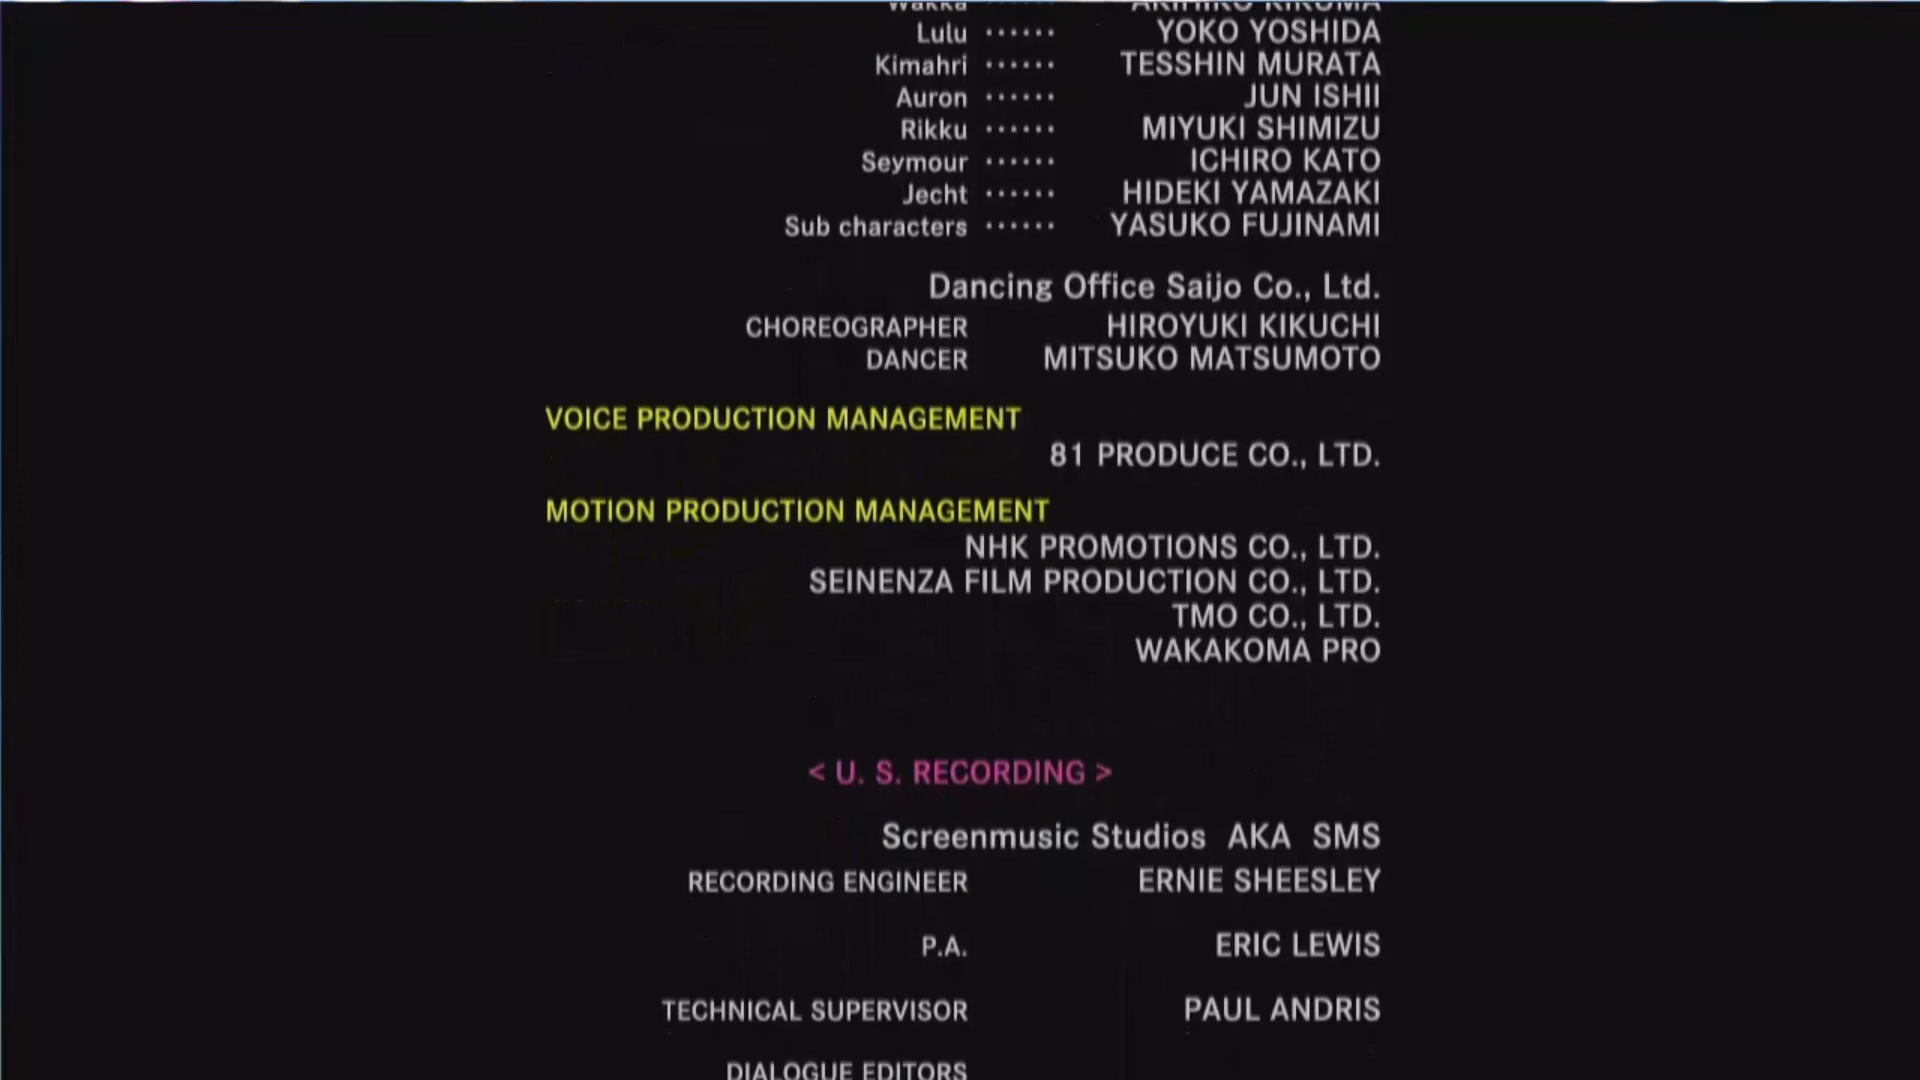 Wakka ······ AKIHIKO KIKUMA
Lulu ······ YOKO YOSHIDA
Kimahri ······ TESSHIN MURATA
Auron ······ JUN ISHII
Rikku ······ MIYUKI SHIMIZU
Seymour ······ ICHIRO KATO
Jecht ······ HIDEKI YAMAZAKI
Sub characters ······ YASUKO FUJINAMI
Dancing Office Saijo Co., Ltd.
CHOREOGRAPHER HIROYUKI KIKUCHI
DANCER MITSUKO MATSUMOTO
VOICE PRODUCTION MANAGEMENT
81 PRODUCE CO., LTD.
MOTION PRODUCTION MANAGEMENT
NHK PROMOTIONS CO., LTD.
SEINENZA FILM PRODUCTION CO., LTD.
TMO CO., LTD.
WAKAKOMA PRO
< U. S. RECORDING >
Screenmusic Studios AKA SMS
RECORDING ENGINEER ERNIE SHEESLEY
P.A. ERIC LEWIS
TECHNICAL SUPERVISOR PAUL ANDRIS
DIALOGUE EDITORS